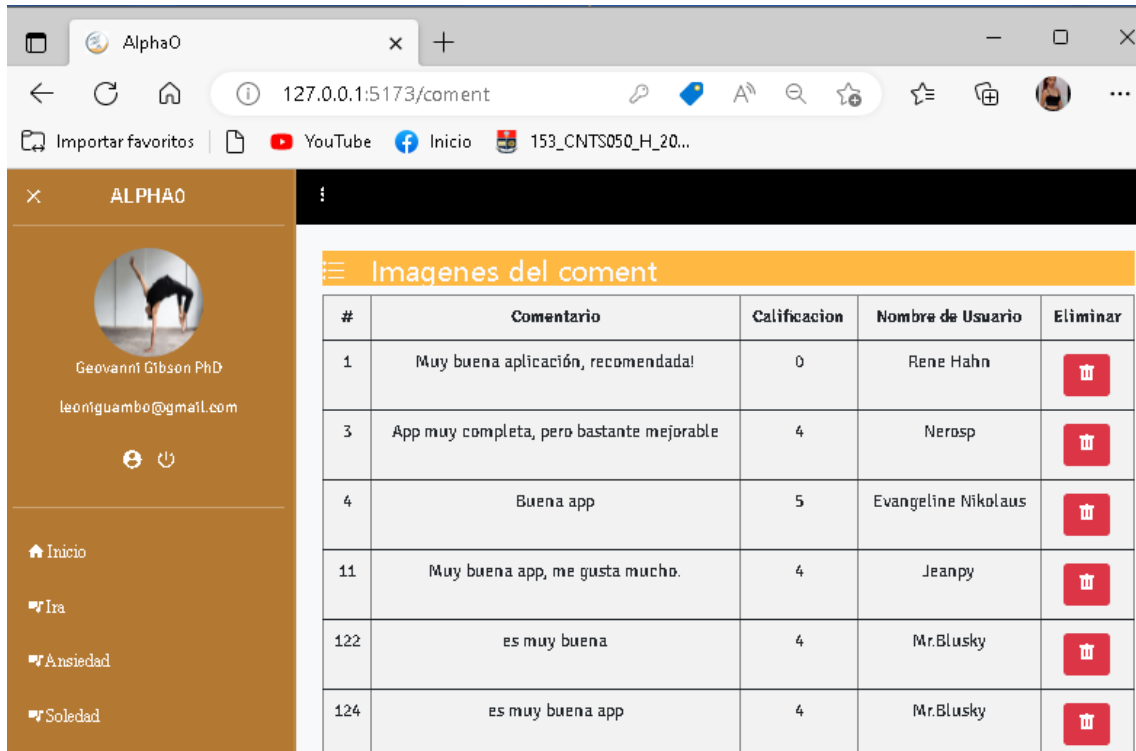 AlphaO
127.0.0.1:5173/coment
Importar favoritos YouTube Inicio 153_CNTS050_H_20...
ALPHA0
Geovanni Gibson PhD
leoniguambo@gmail.com
Inicio
Ira
Ansiedad
Soledad
Imagenes del coment
# Comentario Calificacion Nombre de Usuario Eliminar
1 Muy buena aplicación, recomendada! 0 Rene Hahn
3 App muy completa, pero bastante mejorable 4 Nerosp
4 Buena app 5 Evangeline Nikolaus
11 Muy buena app, me gusta mucho. 4 Jeanpy
122 es muy buena 4 Mr.Blusky
124 es muy buena app 4 Mr.Blusky